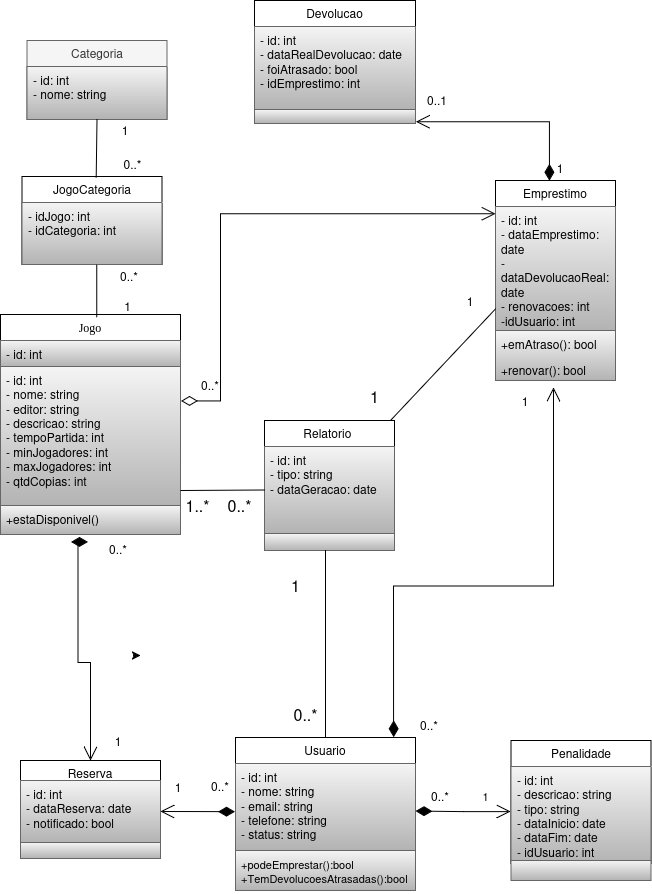 Devolucao
- id: int
- dataRealDevolucao: date
- foiAtrasado: bool
- idEmprestimo: int
Categoria
- id: int
- nome: string
0..1
1
0..*
1
JogoCategoria
- idJogo: int
- idCategoria: int
Emprestimo
- id: int
- dataEmprestimo:
date
-
dataDevolucaoReal:
date
- renovacoes: int
-idUsuario: int
+emAtraso(): bool
+renovar(): bool
0..*
1
Jogo
- id: int
- id: int
- nome: string
- editor: string
- descricao: string
- tempoPartida: int
- minJogadores: int
- maxJogadores: int
- qtdCopias: int
+estaDisponivel()
0..*
1
1
1
Relatorio
- id: int
- tipo: string
- dataGeracao: date
1..*
0..*
0..*
1
0..*
0..*
1
Reserva
- id: int
- dataReserva: date
- notificado: bool
1
0..*
Usuario
- id: int
- nome: string
- email: string
- telefone: string
- status: string
+podeEmprestar():bool
+TemDevolucoesAtrasadas():bool
0..*
1
Penalidade
- id: int
- descricao: string
- tipo: string
- dataInicio: date
- dataFim: date
- idUsuario: int